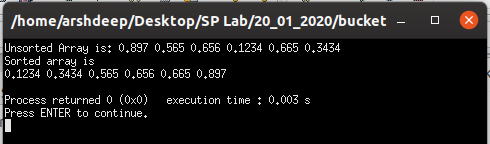 /home/arshdeep/Desktop/SP Lab/20_01_2020/bucket
Unsorted Array is: 0.897 0.565 0.656 0.1234 0.665 0.3434
Sorted array is
0.1234 0.3434 0.565 0.656 0.665 0.897
Process returned 0 (0x0)   execution time : 0.003 s
Press ENTER to continue.